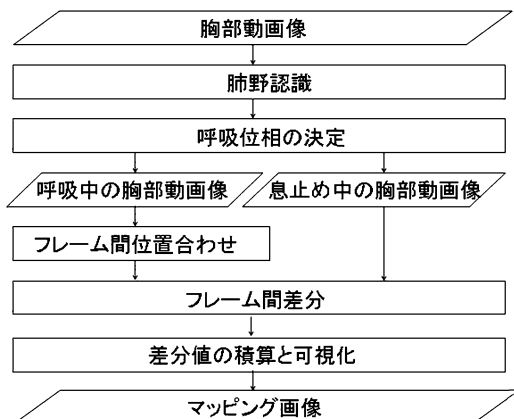 胸部動画像
肺野認識
呼吸位相の決定
呼吸中の胸部動画像
息止め中の胸部動画像
フレーム間位置合わせ
フレーム間差分
差分値の積算と可視化
マッピング画像